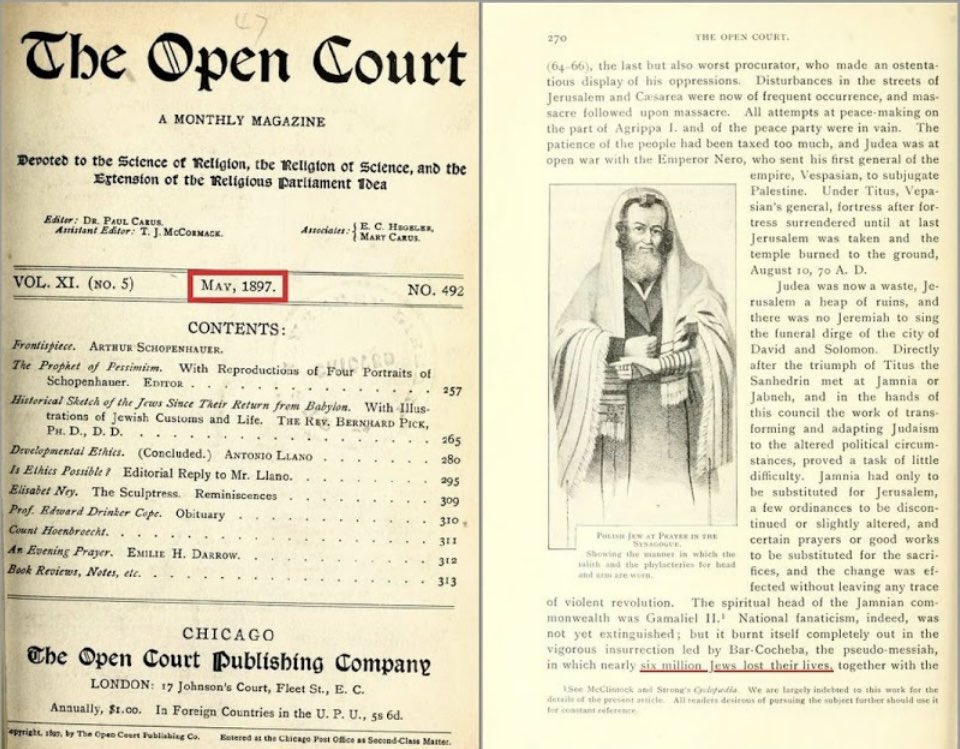 47
The Open Court
A MONTHLY MAGAZINE
Devoted to the Science of Religion, the Religion of Science, and the
Extension of the Religious Parliament Idea
Editor: DR. PAUL CARUS.
Assistant Editor: T. J. MCCORMACK.
Associates: { E. C. HEGELER,
MARY CARUS.
VOL. XI. (NO. 5)
MAY, 1897.
NO. 492
CONTENTS:
Frontispiece. ARTHUR SCHOPENHAUER.
The Prophet of Pessimism. With Reproductions of Four Portraits of
Schopenhauer. EDITOR . . . . . . . . . . . . 257
Historical Sketch of the Jews Since Their Return from Babylon. With Illus-
trations of Jewish Customs and Life. THE REV. BERNHARD PICK,
PH. D., D. D. . . . . . . . . . . . . . 265
Developmental Ethics. (Concluded.) ANTONIO LLANO . . . . . . 280
Is Ethics Possible? Editorial Reply to Mr. Llano. . . . . . . 295
Elisabet Ney. The Sculptress. Reminiscences . . . . . . . 309
Prof. Edward Drinker Cope. Obituary . . . . . . . . 310
Count Hoenbroecht. . . . . . . . . . . . . 311
An Evening Prayer. EMILIE H. DARROW. . . . . . . . . 312
Book Reviews, Notes, etc. . . . . . . . . . . . 313
CHICAGO
The Open Court Publishing Company
LONDON: 17 Johnson's Court, Fleet St., E. C.
Annually, $1.00. In Foreign Countries in the U. P. U., 5s 6d.
opyright, 1897, by The Open Court Publishing Co. Entered at the Chicago Post Office as Second-Class Matter.
270
THE OPEN COURT.
(64–66), the last but also worst procurator, who made an ostenta-
tious display of his oppressions. Disturbances in the streets of
Jerusalem and Cæsarea were now of frequent occurrence, and mas-
sacre followed upon massacre. All attempts at peace-making on
the part of Agrippa I. and of the peace party were in vain. The
patience of the people had been taxed too much, and Judea was at
open war with the Emperor Nero, who sent his first general of the
empire, Vespasian, to subjugate
Palestine. Under Titus, Vepa-
sian's general, fortress after for-
tress surrendered until at last
Jerusalem was taken and the
temple burned to the ground,
August 10, 70 A. D.
Judea was now a waste, Je-
rusalem a heap of ruins, and
there was no Jeremiah to sing
the funeral dirge of the city of
David and Solomon. Directly
after the triumph of Titus the
Sanhedrin met at Jamnia or
Jabneh, and in the hands of
this council the work of trans-
forming and adapting Judaism
to the altered political circum-
stances, proved a task of little
difficulty. Jamnia had only to
be substituted for Jerusalem,
a few ordinances to be discon-
tinued or slightly altered, and
certain prayers or good works
to be substituted for the sacri-
fices, and the change was ef-
fected without leaving any trace
POLISH JEW AT PRAYER IN THE
SYNAGOGUE.
Showing the manner in which the
talith and the phylacteries for head
and arm are worn.
of violent revolution. The spiritual head of the Jamnian com-
monwealth was Gamaliel II.¹ National fanaticism, indeed, was
not yet extinguished; but it burnt itself completely out in the
vigorous insurrection led by Bar-Cocheba, the pseudo-messiah,
in which nearly six million Jews lost their lives, together with the
¹See McClintock and Strong's Cyclopædia. We are largely indebted to this work for the
details of the present article. All readers desirous of pursuing the subject further should use it
for constant reference.